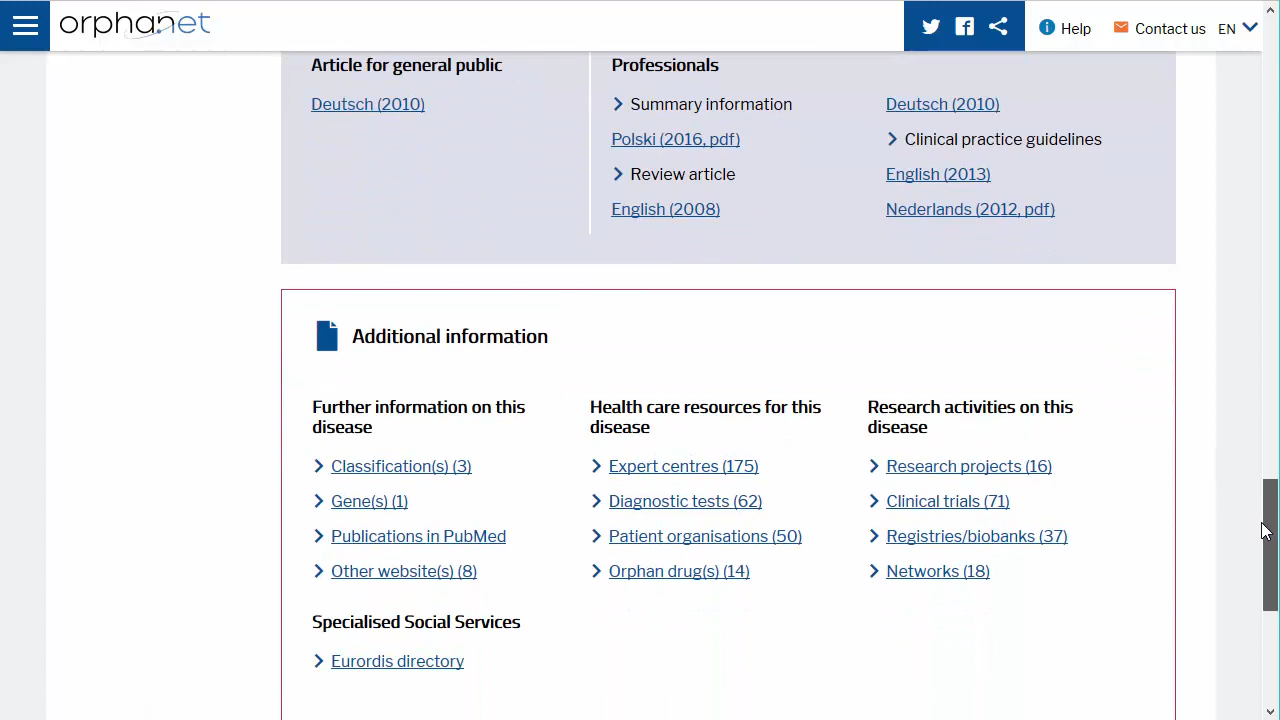 orphanet
Help
Contact us
EN
Article for general public
Deutsch (2010)
Professionals
Summary information
Polski (2016, pdf)
Review article
English (2008)
Deutsch (2010)
Clinical practice guidelines
English (2013)
Nederlands (2012, pdf)
Additional information
Further information on this
disease
Classification(s) (3)
Gene(s) (1)
Publications in PubMed
Other website(s) (8)
Health care resources for this
disease
Expert centres (175)
Diagnostic tests (62)
Patient organisations (50)
Orphan drug(s) (14)
Research activities on this
disease
Research projects (16)
Clinical trials (71)
Registries/biobanks (37)
Networks (18)
Specialised Social Services
Eurordis directory